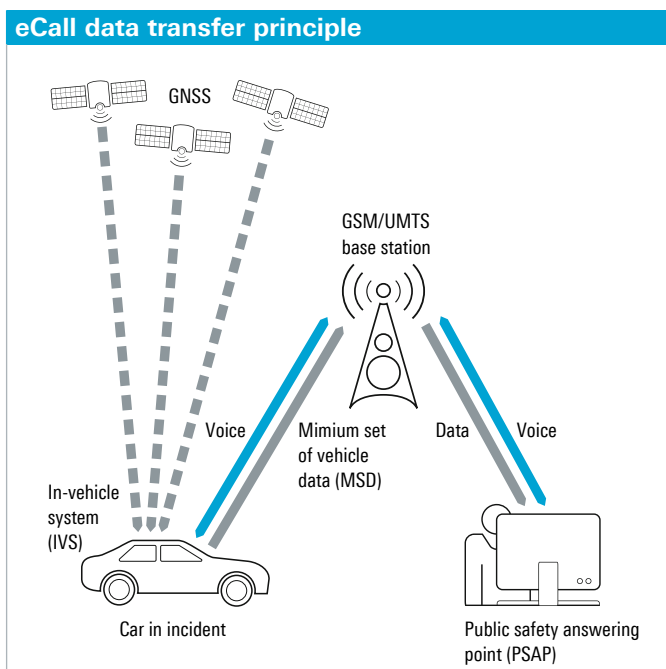 eCall data transfer principle
GNSS
GSM/UMTS
base station
Voice
Mimium set
of vehicle
data (MSD)
Data
Voice
In-vehicle
system
(IVS)
Car in incident
Public safety answering
point (PSAP)